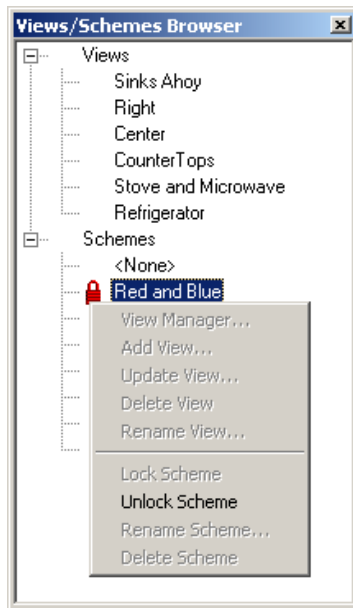 Views/Schemes Browser
Views
Sinks Ahoy
Right
Center
CounterTops
Stove and Microwave
Refrigerator
Schemes
<None>
Red and Blue
View Manager...
Add View...
Update View...
Delete View
Rename View...
Lock Scheme
Unlock Scheme
Rename Scheme...
Delete Scheme